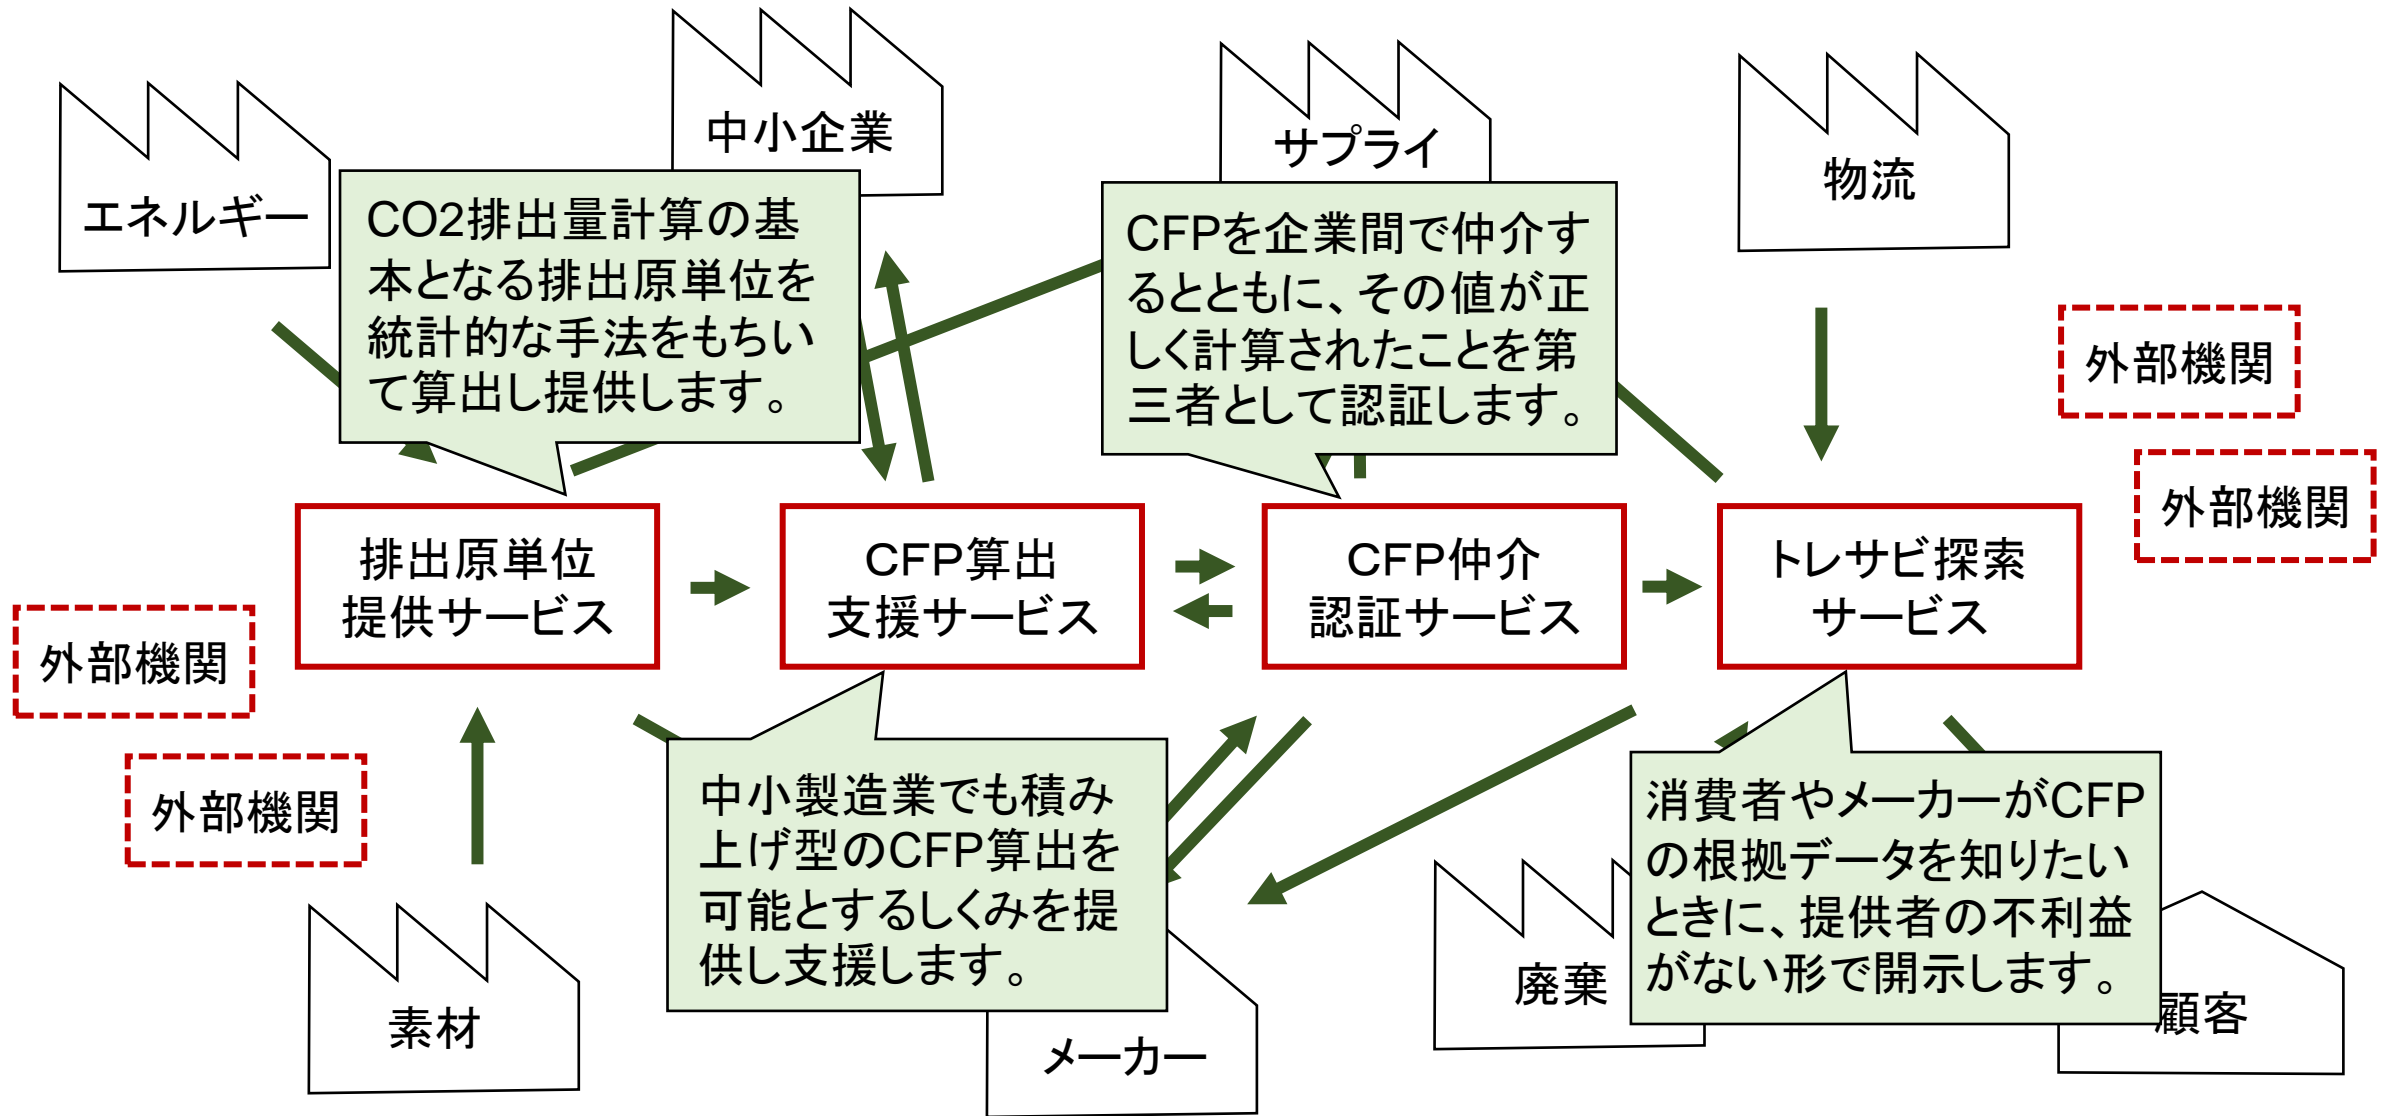 中小企業
サプライ
物流
エネルギー
CO2排出量計算の基
本となる排出原単位を
統計的な手法をもちい
て算出し提供します。
CFPを企業間で仲介す
るとともに、その値が正
しく計算されたことを第
三者として認証します。
外部機関
外部機関
排出原単位
提供サービス
CFP算出
支援サービス
CFP仲介
認証サービス
トレサビ探索
サービス
外部機関
外部機関
中小製造業でも積み
上げ型のCFP算出を
可能とするしくみを提
供し支援します。
消費者やメーカーがCFP
の根拠データを知りたい
ときに、提供者の不利益
がない形で開示します。
素材
メーカー
廃棄
顧客